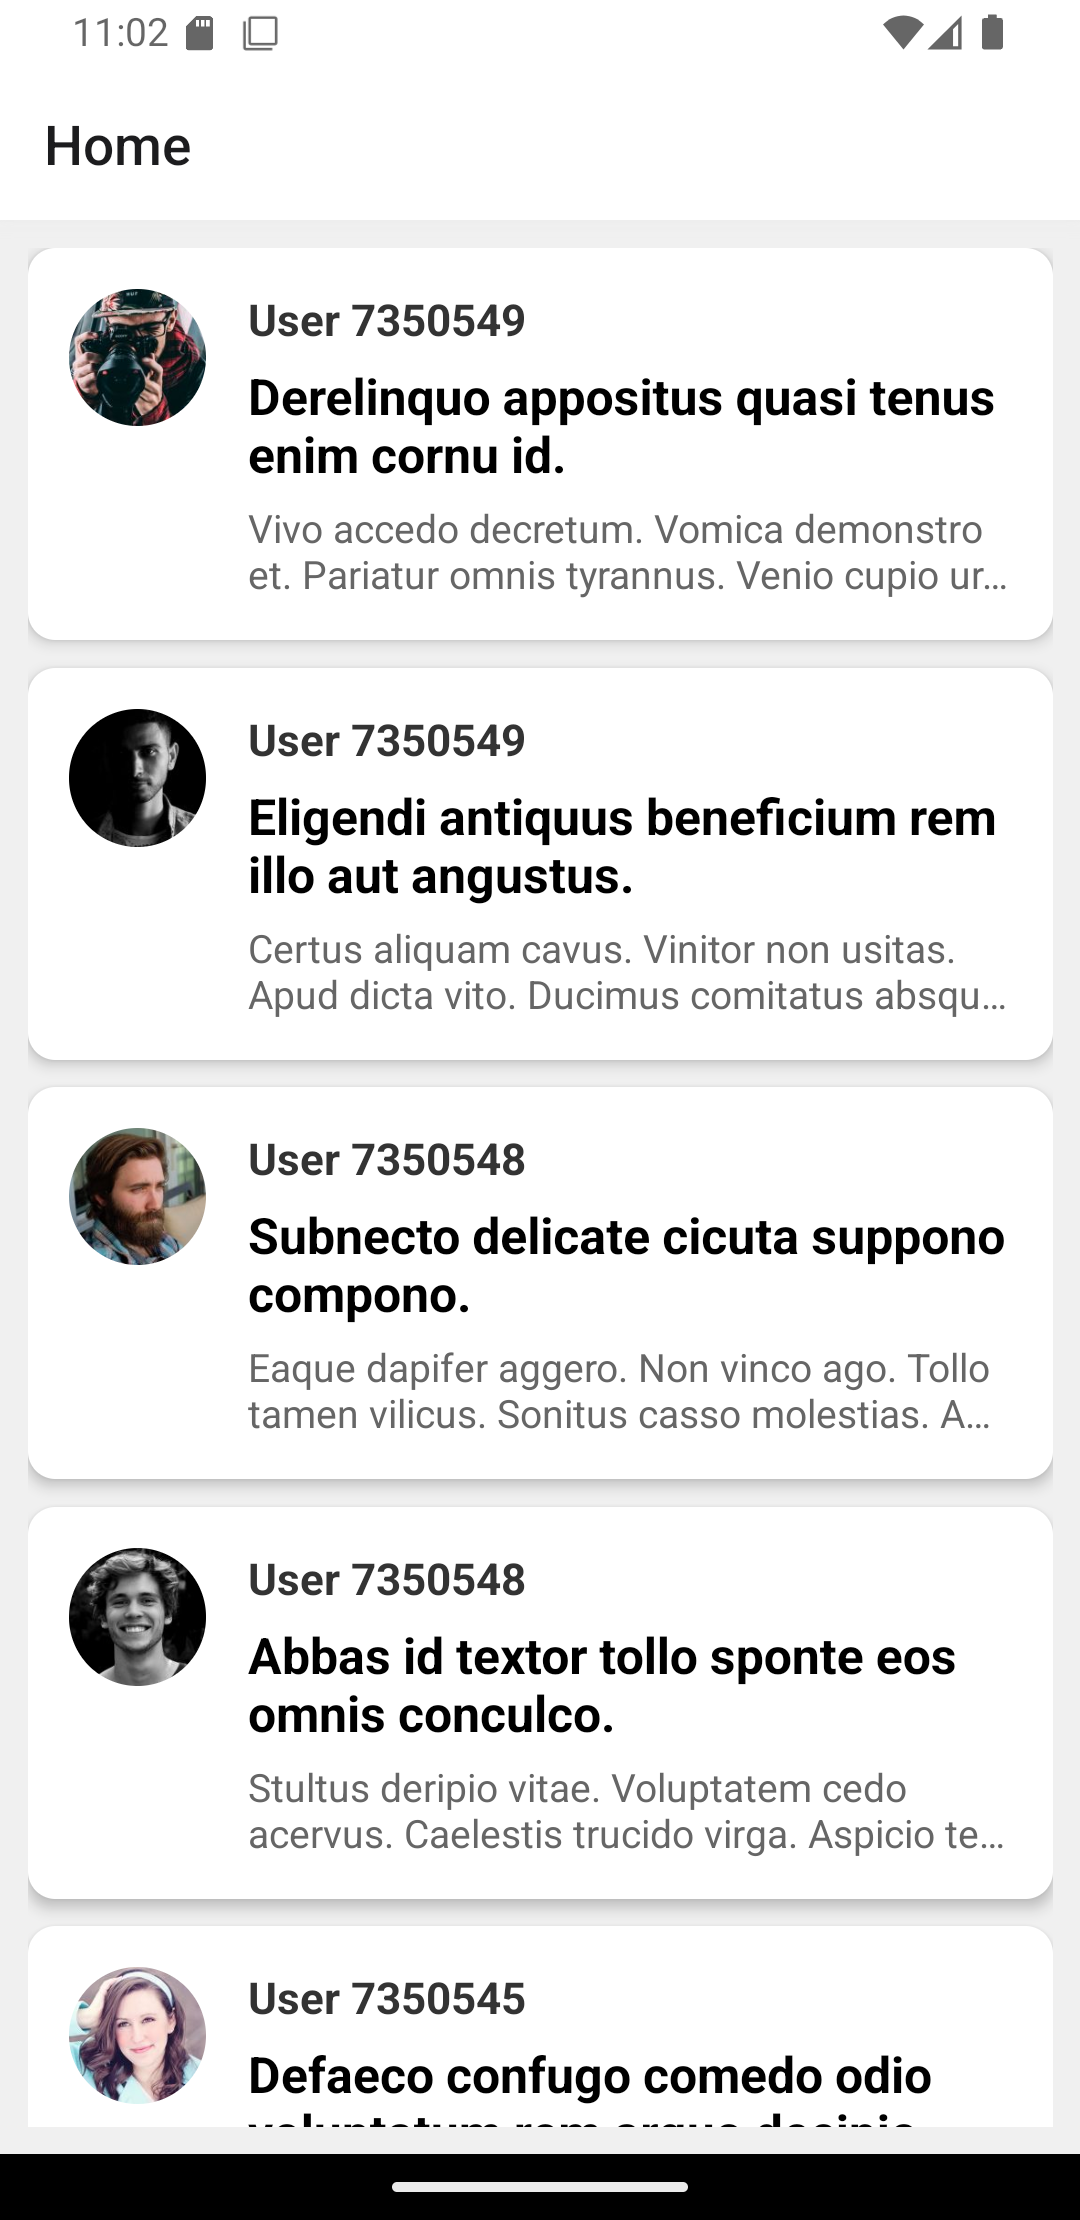 11:02
Home
User 7350549
Derelinquo appositus quasi tenus
enim cornu id.
Vivo accedo decretum. Vomica demonstro
et. Pariatur omnis tyrannus. Venio cupio ur…
User 7350549
Eligendi antiquus beneficium rem
illo aut angustus.
Certus aliquam cavus. Vinitor non usitas.
Apud dicta vito. Ducimus comitatus absqu…
User 7350548
Subnecto delicate cicuta suppono
compono.
Eaque dapifer aggero. Non vinco ago. Tollo
tamen vilicus. Sonitus casso molestias. A…
User 7350548
Abbas id textor tollo sponte eos
omnis conculco.
Stultus deripio vitae. Voluptatem cedo
acervus. Caelestis trucido virga. Aspicio te…
User 7350545
Defaeco confugo comedo odio